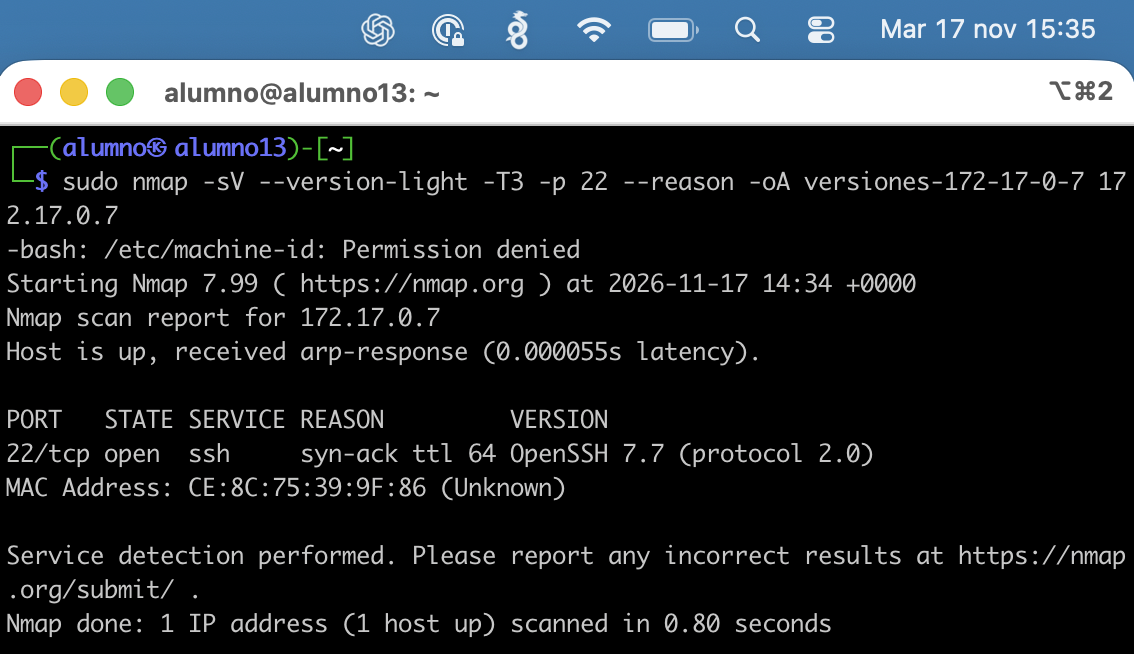 Mar 17 nov 15:35
alumno@alumno13: ~
⌥⌘2
┌──(alumno㉿alumno13)-[~]
└─$ sudo nmap -sV --version-light -T3 -p 22 --reason -oA versiones-172-17-0-7 17
2.17.0.7
-bash: /etc/machine-id: Permission denied
Starting Nmap 7.99 ( https://nmap.org ) at 2026-11-17 14:34 +0000
Nmap scan report for 172.17.0.7
Host is up, received arp-response (0.000055s latency).
PORT   STATE SERVICE REASON         VERSION
22/tcp open  ssh     syn-ack ttl 64 OpenSSH 7.7 (protocol 2.0)
MAC Address: CE:8C:75:39:9F:86 (Unknown)
Service detection performed. Please report any incorrect results at https://nmap
.org/submit/ .
Nmap done: 1 IP address (1 host up) scanned in 0.80 seconds